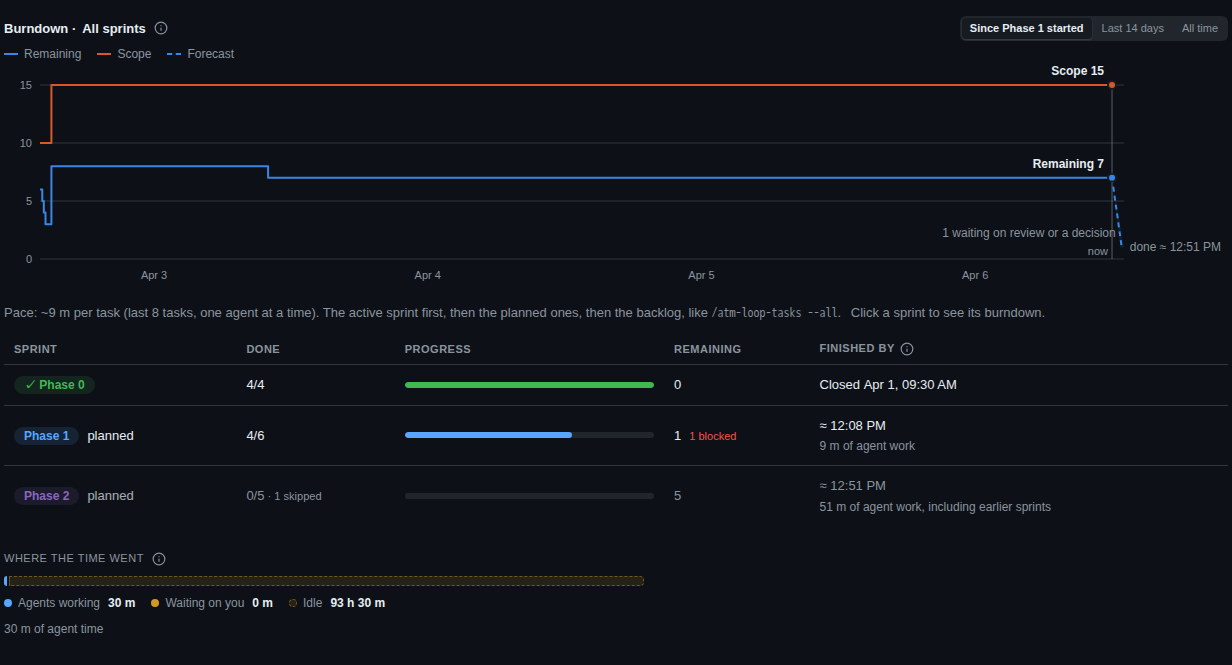 Burndown · All sprints
Since Phase 1 started Last 14 days All time
Remaining Scope Forecast
Scope 15
15
10
Remaining 7
5
1 waiting on review or a decision
done ≈ 12:51 PM
now
0
Apr 3 Apr 4 Apr 5 Apr 6
Pace: ~9 m per task (last 8 tasks, one agent at a time). The active sprint first, then the planned ones, then the backlog, like /atm-loop-tasks --all. Click a sprint to see its burndown.
SPRINT DONE PROGRESS REMAINING FINISHED BY
✓ Phase 0 4/4 0 Closed Apr 1, 09:30 AM
Phase 1 planned 4/6 1 1 blocked ≈ 12:08 PM
9 m of agent work
Phase 2 planned 0/5 · 1 skipped 5 ≈ 12:51 PM
51 m of agent work, including earlier sprints
WHERE THE TIME WENT
Agents working 30 m Waiting on you 0 m Idle 93 h 30 m
30 m of agent time